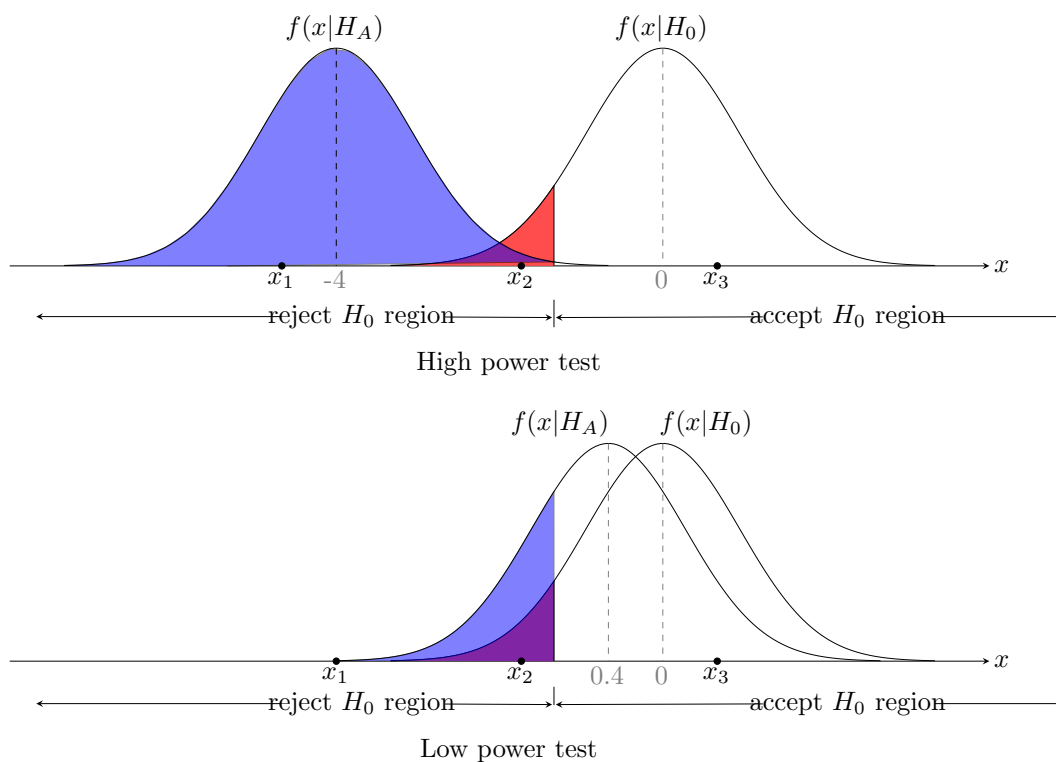 f(x|H_A) f(x|H_0)
x_1 -4 x_2 0 x_3 x
reject H_0 region accept H_0 region
High power test
f(x|H_A) f(x|H_0)
x_1 x_2 0.4 0 x_3 x
reject H_0 region accept H_0 region
Low power test